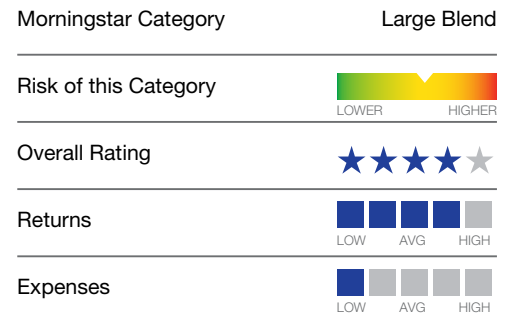 Morningstar Category Large Blend
Risk of this Category
LOWER HIGHER
Overall Rating
Returns
LOW AVG HIGH
Expenses
LOW AVG HIGH